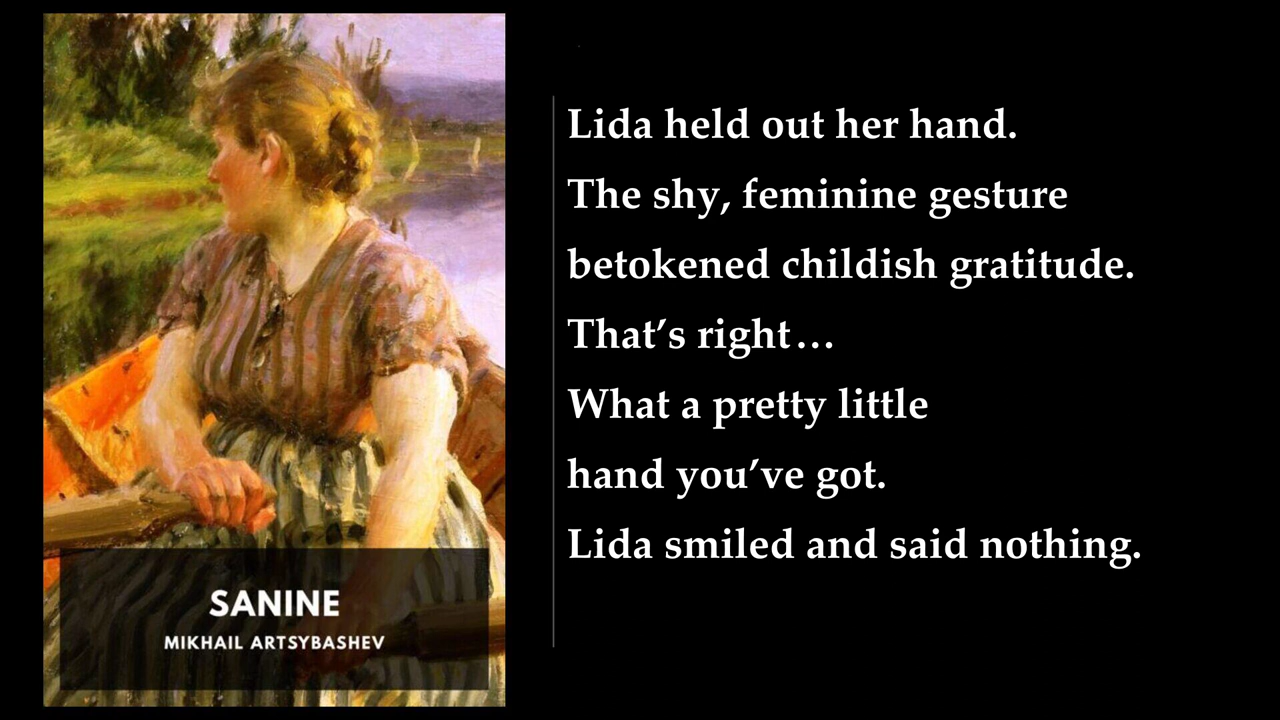 SANINE
MIKHAIL ARTSYBASHEV
Lida held out her hand.
The shy, feminine gesture
betokened childish gratitude.
That’s right…
What a pretty little
hand you’ve got.
Lida smiled and said nothing.